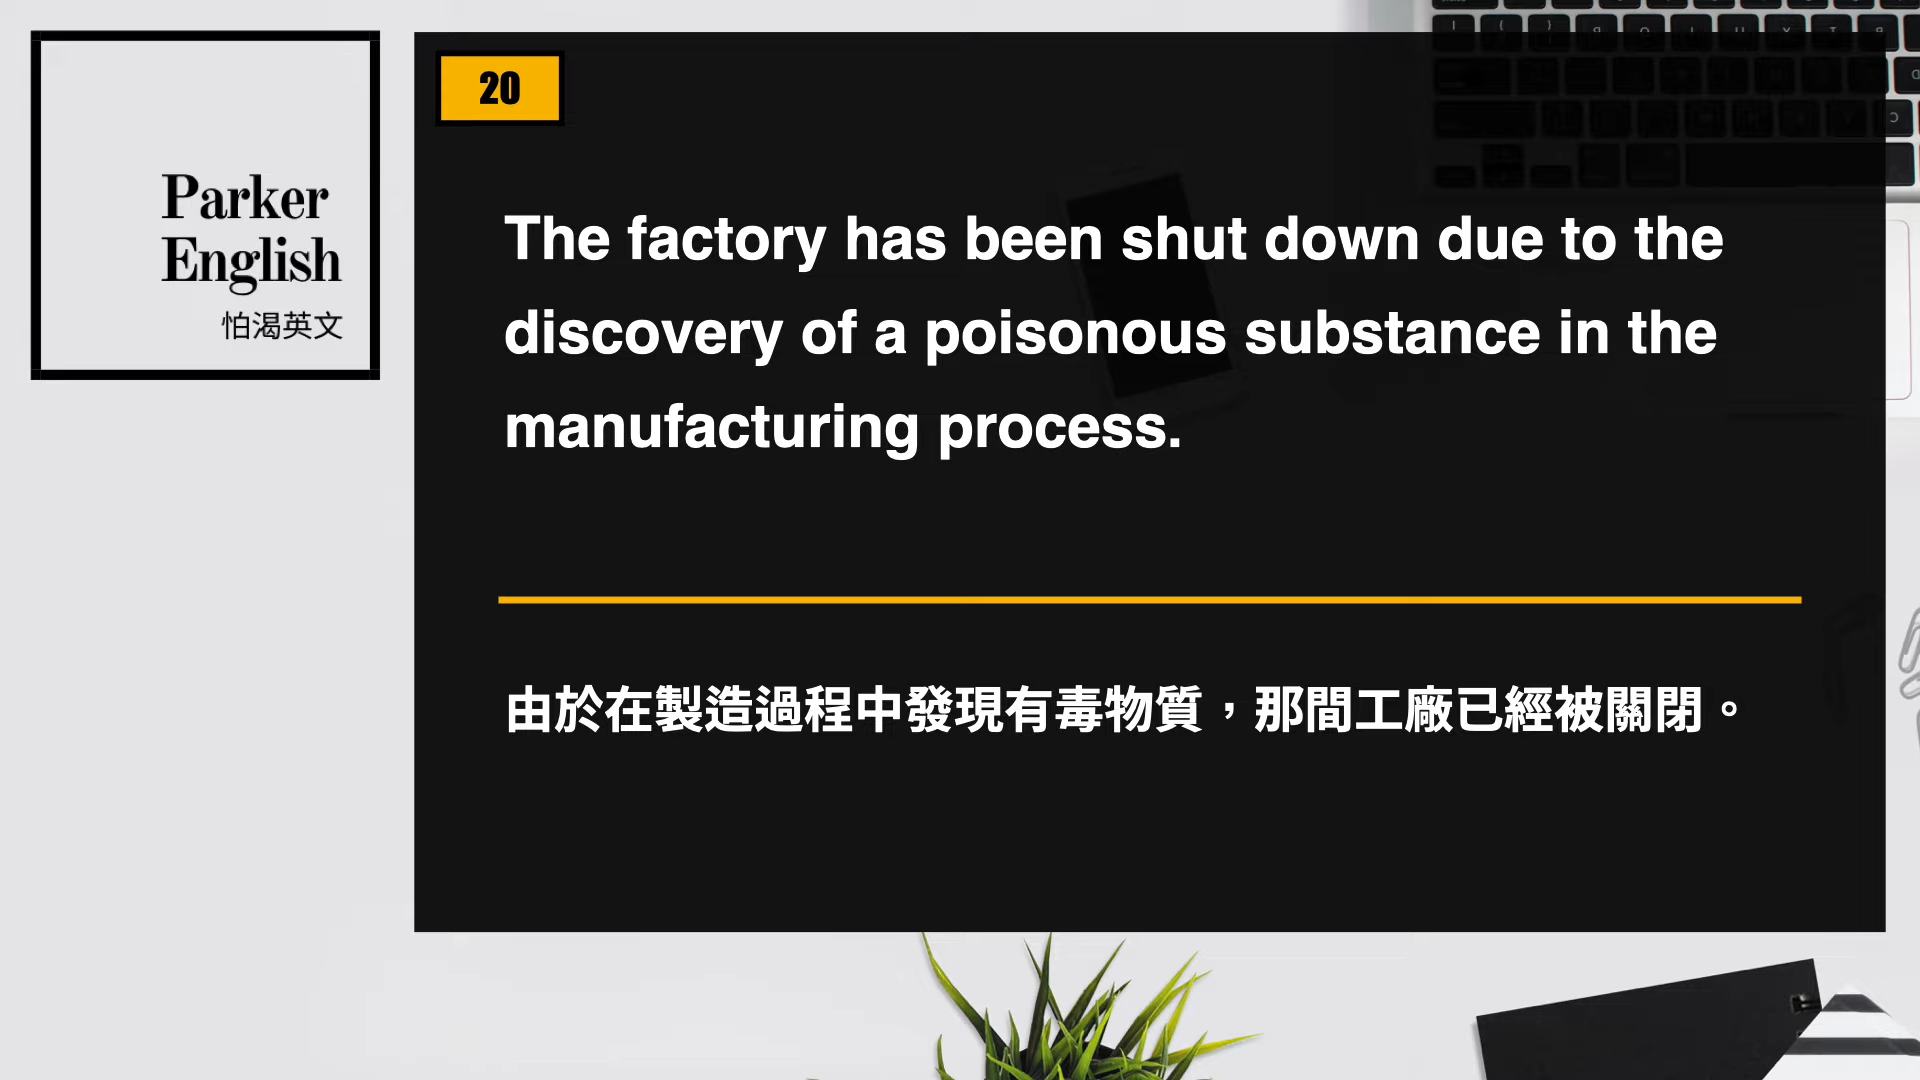 Parker
English
怕渴英文
20
The factory has been shut down due to the
discovery of a poisonous substance in the
manufacturing process.
由於在製造過程中發現有毒物質，那間工廠已經被關閉。